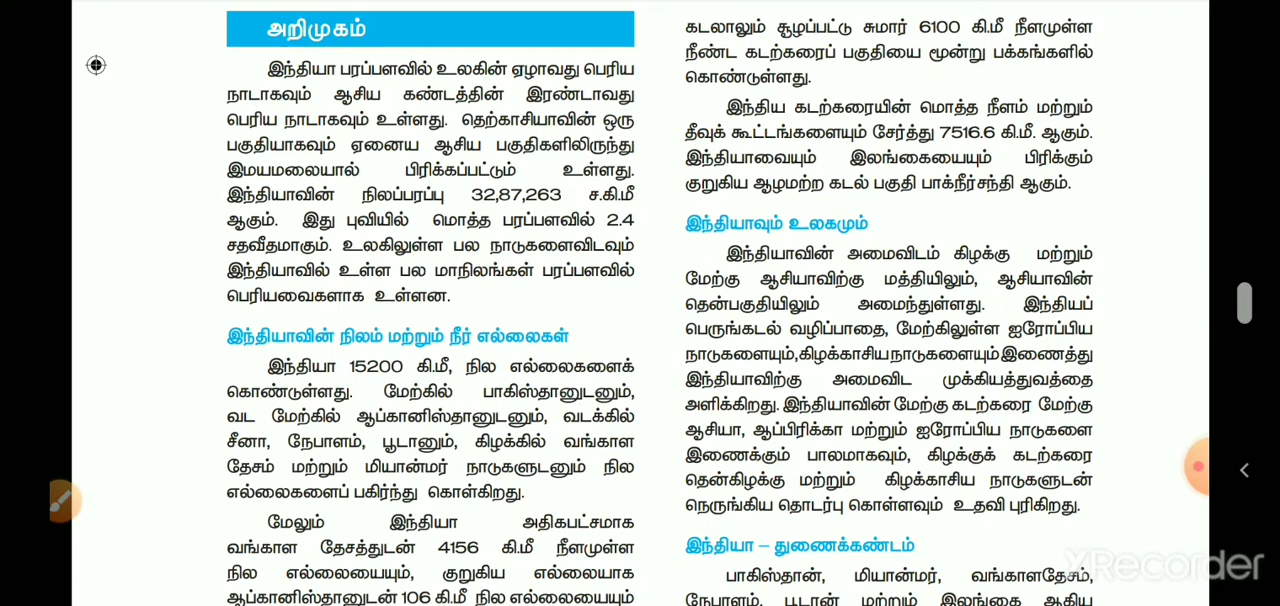 அறிமுகம்
இந்தியா பரப்பளவில் உலகின் ஏழாவது பெரிய
நாடாகவும் ஆசிய கண்டத்தின் இரண்டாவது
பெரிய நாடாகவும் உள்ளது. தெற்காசியாவின் ஒரு
பகுதியாகவும் ஏனைய ஆசிய பகுதிகளிலிருந்து
இமயமலையால் பிரிக்கப்பட்டும் உள்ளது.
இந்தியாவின் நிலப்பரப்பு 32,87,263 ச.கி.மீ
ஆகும். இது புவியில் மொத்த பரப்பளவில் 2.4
சதவீதமாகும். உலகிலுள்ள பல நாடுகளைவிடவும்
இந்தியாவில் உள்ள பல மாநிலங்கள் பரப்பளவில்
பெரியவைகளாக உள்ளன.
இந்தியாவின் நிலம் மற்றும் நீர் எல்லைகள்
இந்தியா 15200 கி.மீ, நில எல்லைகளைக்
கொண்டுள்ளது. மேற்கில் பாகிஸ்தானுடனும்,
வட மேற்கில் ஆப்கானிஸ்தானுடனும், வடக்கில்
சீனா, நேபாளம், பூடானும், கிழக்கில் வங்காள
தேசம் மற்றும் மியான்மர் நாடுகளுடனும் நில
எல்லைகளைப் பகிர்ந்து கொள்கிறது.
மேலும் இந்தியா அதிகபட்சமாக
வங்காள தேசத்துடன் 4156 கி.மீ நீளமுள்ள
நில எல்லையையும், குறுகிய எல்லையாக
ஆப்கானிஸ்தானுடன் 106 கி.மீ நில எல்லையையும்
கடலாலும் சூழப்பட்டு சுமார் 6100 கி.மீ நீளமுள்ள
நீண்ட கடற்கரைப் பகுதியை மூன்று பக்கங்களில்
கொண்டுள்ளது.
இந்திய கடற்கரையின் மொத்த நீளம் மற்றும்
தீவுக் கூட்டங்களையும் சேர்த்து 7516.6 கி.மீ. ஆகும்.
இந்தியாவையும் இலங்கையையும் பிரிக்கும்
குறுகிய ஆழமற்ற கடல் பகுதி பாக்நீர்சந்தி ஆகும்.
இந்தியாவும் உலகமும்
இந்தியாவின் அமைவிடம் கிழக்கு மற்றும்
மேற்கு ஆசியாவிற்கு மத்தியிலும், ஆசியாவின்
தென்பகுதியிலும் அமைந்துள்ளது. இந்தியப்
பெருங்கடல் வழிப்பாதை, மேற்கிலுள்ள ஐரோப்பிய
நாடுகளையும்,கிழக்காசிய நாடுகளையும் இணைத்து
இந்தியாவிற்கு அமைவிட முக்கியத்துவத்தை
அளிக்கிறது. இந்தியாவின் மேற்கு கடற்கரை மேற்கு
ஆசியா, ஆப்பிரிக்கா மற்றும் ஐரோப்பிய நாடுகளை
இணைக்கும் பாலமாகவும், கிழக்குக் கடற்கரை
தென்கிழக்கு மற்றும் கிழக்காசிய நாடுகளுடன்
நெருங்கிய தொடர்பு கொள்ளவும் உதவி புரிகிறது.
இந்தியா – துணைக்கண்டம்
பாகிஸ்தான், மியான்மர், வங்காளதேசம்,
நேபாளம், பூடான் மற்றும் இலங்கை ஆகிய
XRecorder